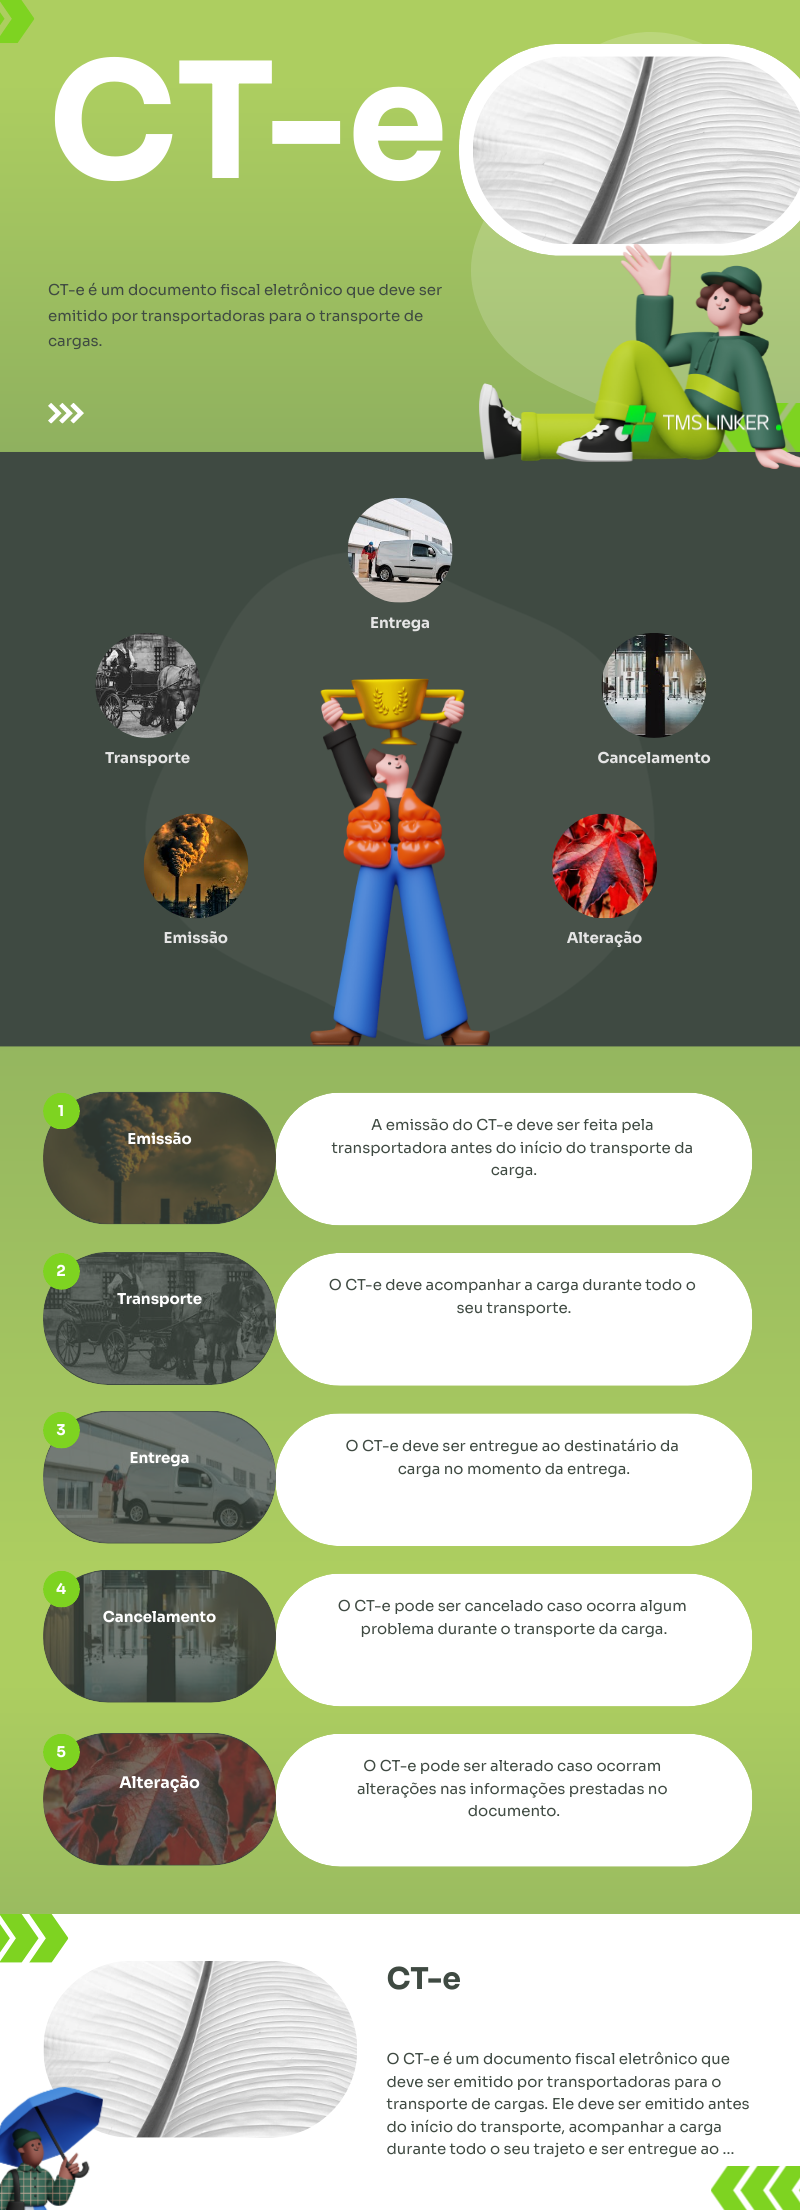 CT-e
CT-e é um documento fiscal eletrônico que deve ser
emitido por transportadoras para o transporte de
cargas.
TMS LINKER.
Entrega
Transporte
Cancelamento
Emissão
Alteração
1
Emissão
A emissão do CT-e deve ser feita pela
transportadora antes do início do transporte da
carga.
2
Transporte
O CT-e deve acompanhar a carga durante todo o
seu transporte.
3
Entrega
O CT-e deve ser entregue ao destinatário da
carga no momento da entrega.
4
Cancelamento
O CT-e pode ser cancelado caso ocorra algum
problema durante o transporte da carga.
5
Alteração
O CT-e pode ser alterado caso ocorram
alterações nas informações prestadas no
documento.
CT-e
O CT-e é um documento fiscal eletrônico que
deve ser emitido por transportadoras para o
transporte de cargas. Ele deve ser emitido antes
do início do transporte, acompanhar a carga
durante todo o seu trajeto e ser entregue ao ...